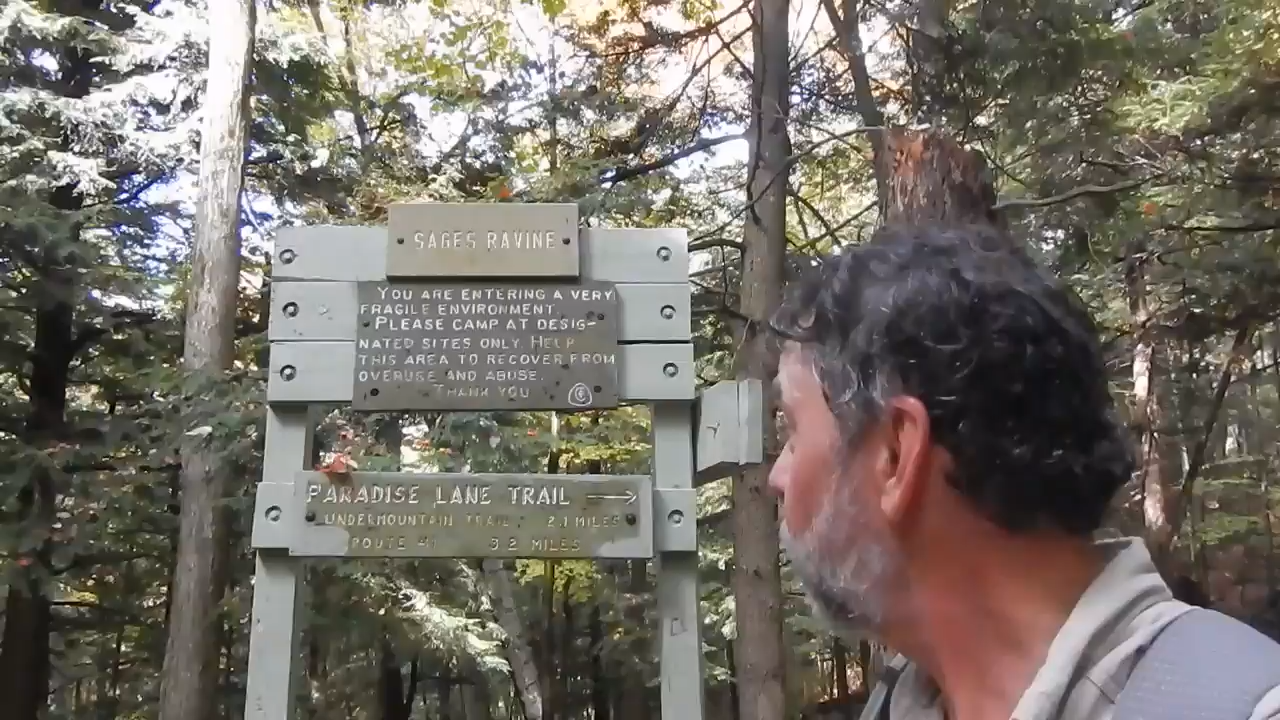 SAGES RAVINE
YOU ARE ENTERING A VERY
FRAGILE ENVIRONMENT.
PLEASE CAMP AT DESIG-
NATED SITES ONLY. HELP
THIS AREA TO RECOVER FROM
OVERUSE AND ABUSE.
THANK YOU
PARADISE LANE TRAIL →
UNDERMOUNTAIN TRAIL 2.1 MILES
ROUTE 41 3.2 MILES